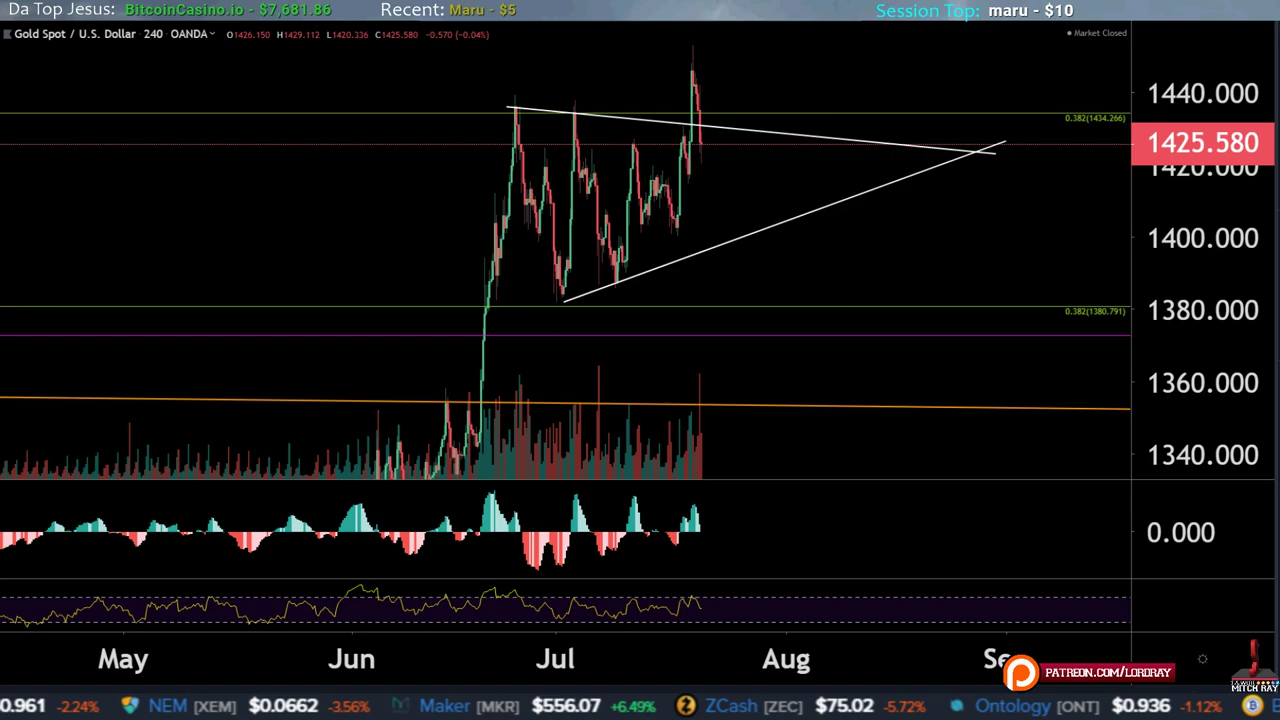 Da Top Jesus: BitcoinCasino.io - $7,681.86 Recent: Maru - $5 Session Top: maru - $10
Gold Spot / U.S. Dollar · 240 · OANDA O1426.150 H1429.112 L1420.336 C1425.580 -0.570 (-0.04%) Market Closed
1440.000
0.382(1434.266)
1425.580
1420.000
1400.000
1380.000
0.382(1380.791)
1360.000
1340.000
0.000
May Jun Jul Aug Se
PATREON.COM/LORDRAY
MITCH RAY
0.961 -2.24% NEM [XEM] $0.0662 -3.56% Maker [MKR] $556.07 +6.49% ZCash [ZEC] $75.02 -5.72% Ontology [ONT] $0.936 -1.12%